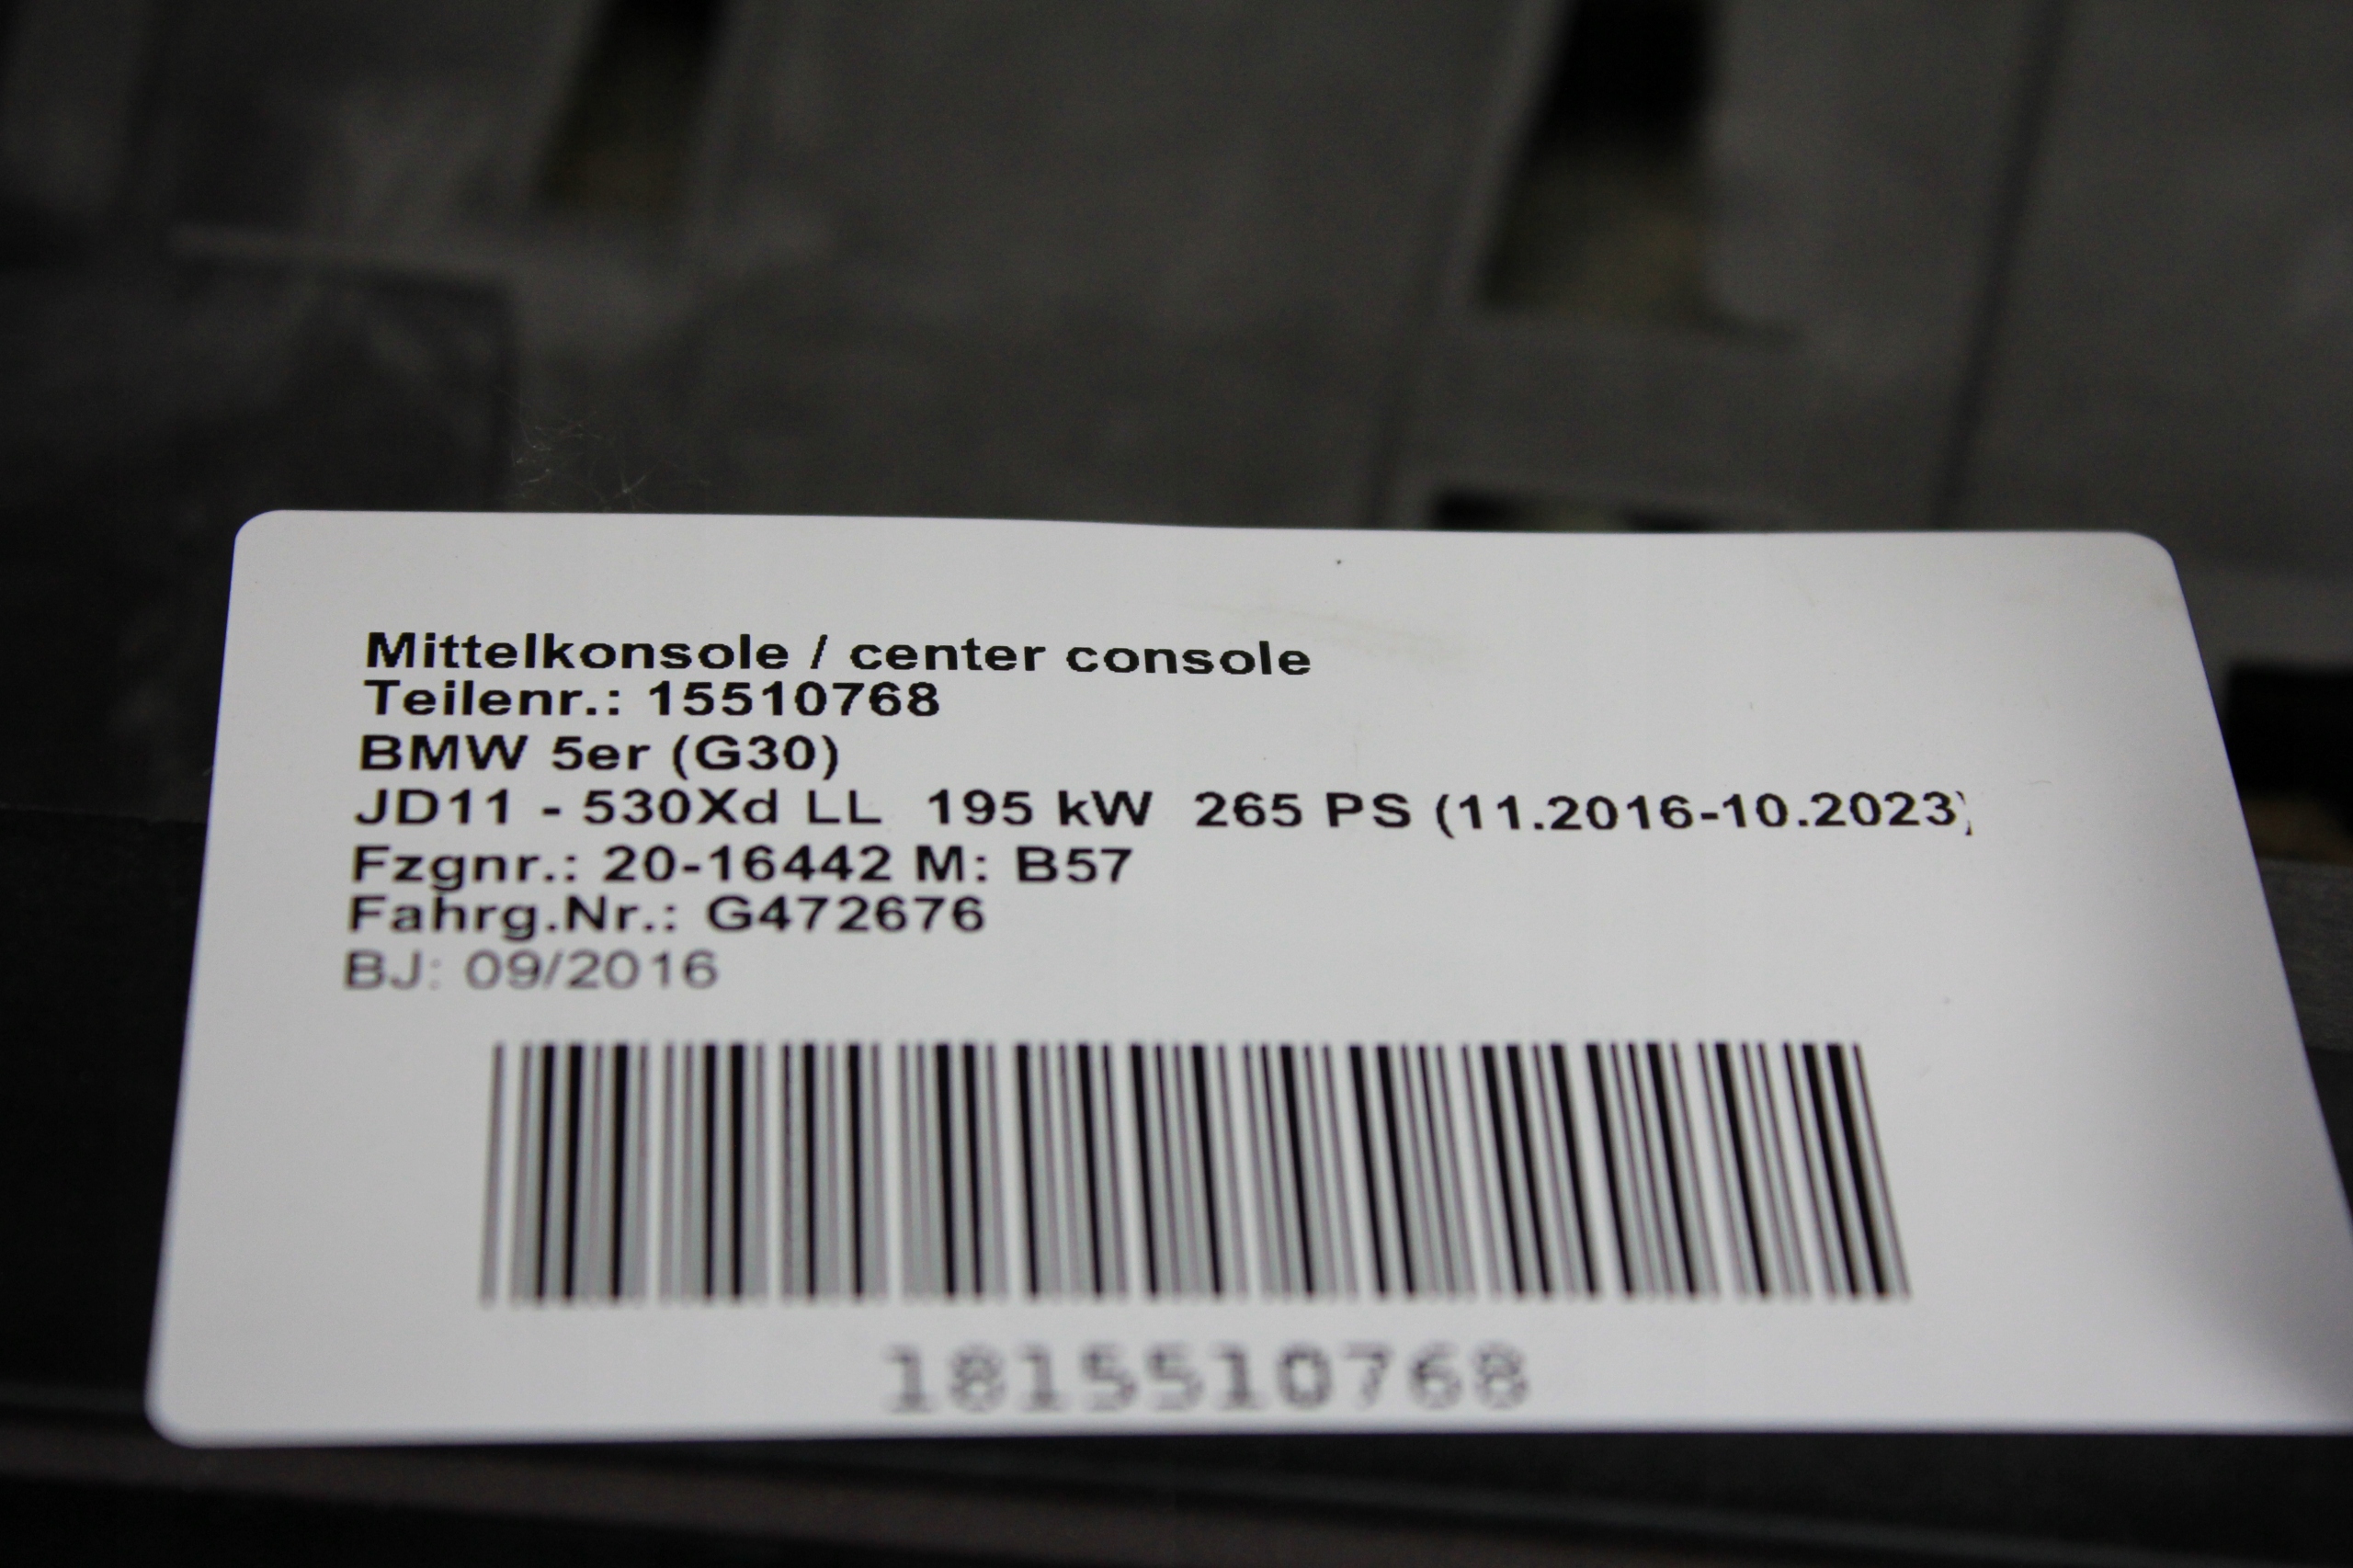 Mittelkonsole / center console
Teilenr.: 15510768
BMW 5er (G30)
JD11 - 530Xd LL 195 kW 265 PS (11.2016-10.2023)
Fzgnr.: 20-16442 M: B57
Fahrg.Nr.: G472676
BJ: 09/2016
1815510768